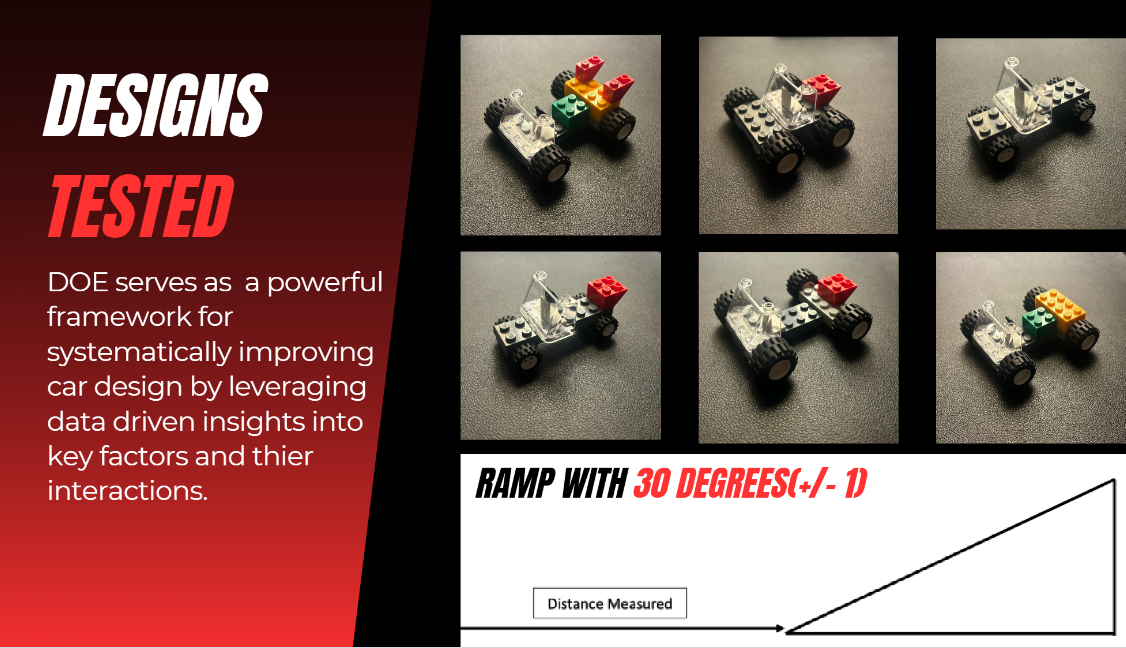 DESIGNS
TESTED
DOE serves as  a powerful
framework for
systematically improving
car design by leveraging
data driven insights into
key factors and thier
interactions.
RAMP WITH 30 DEGREES(+/- 1)
Distance Measured